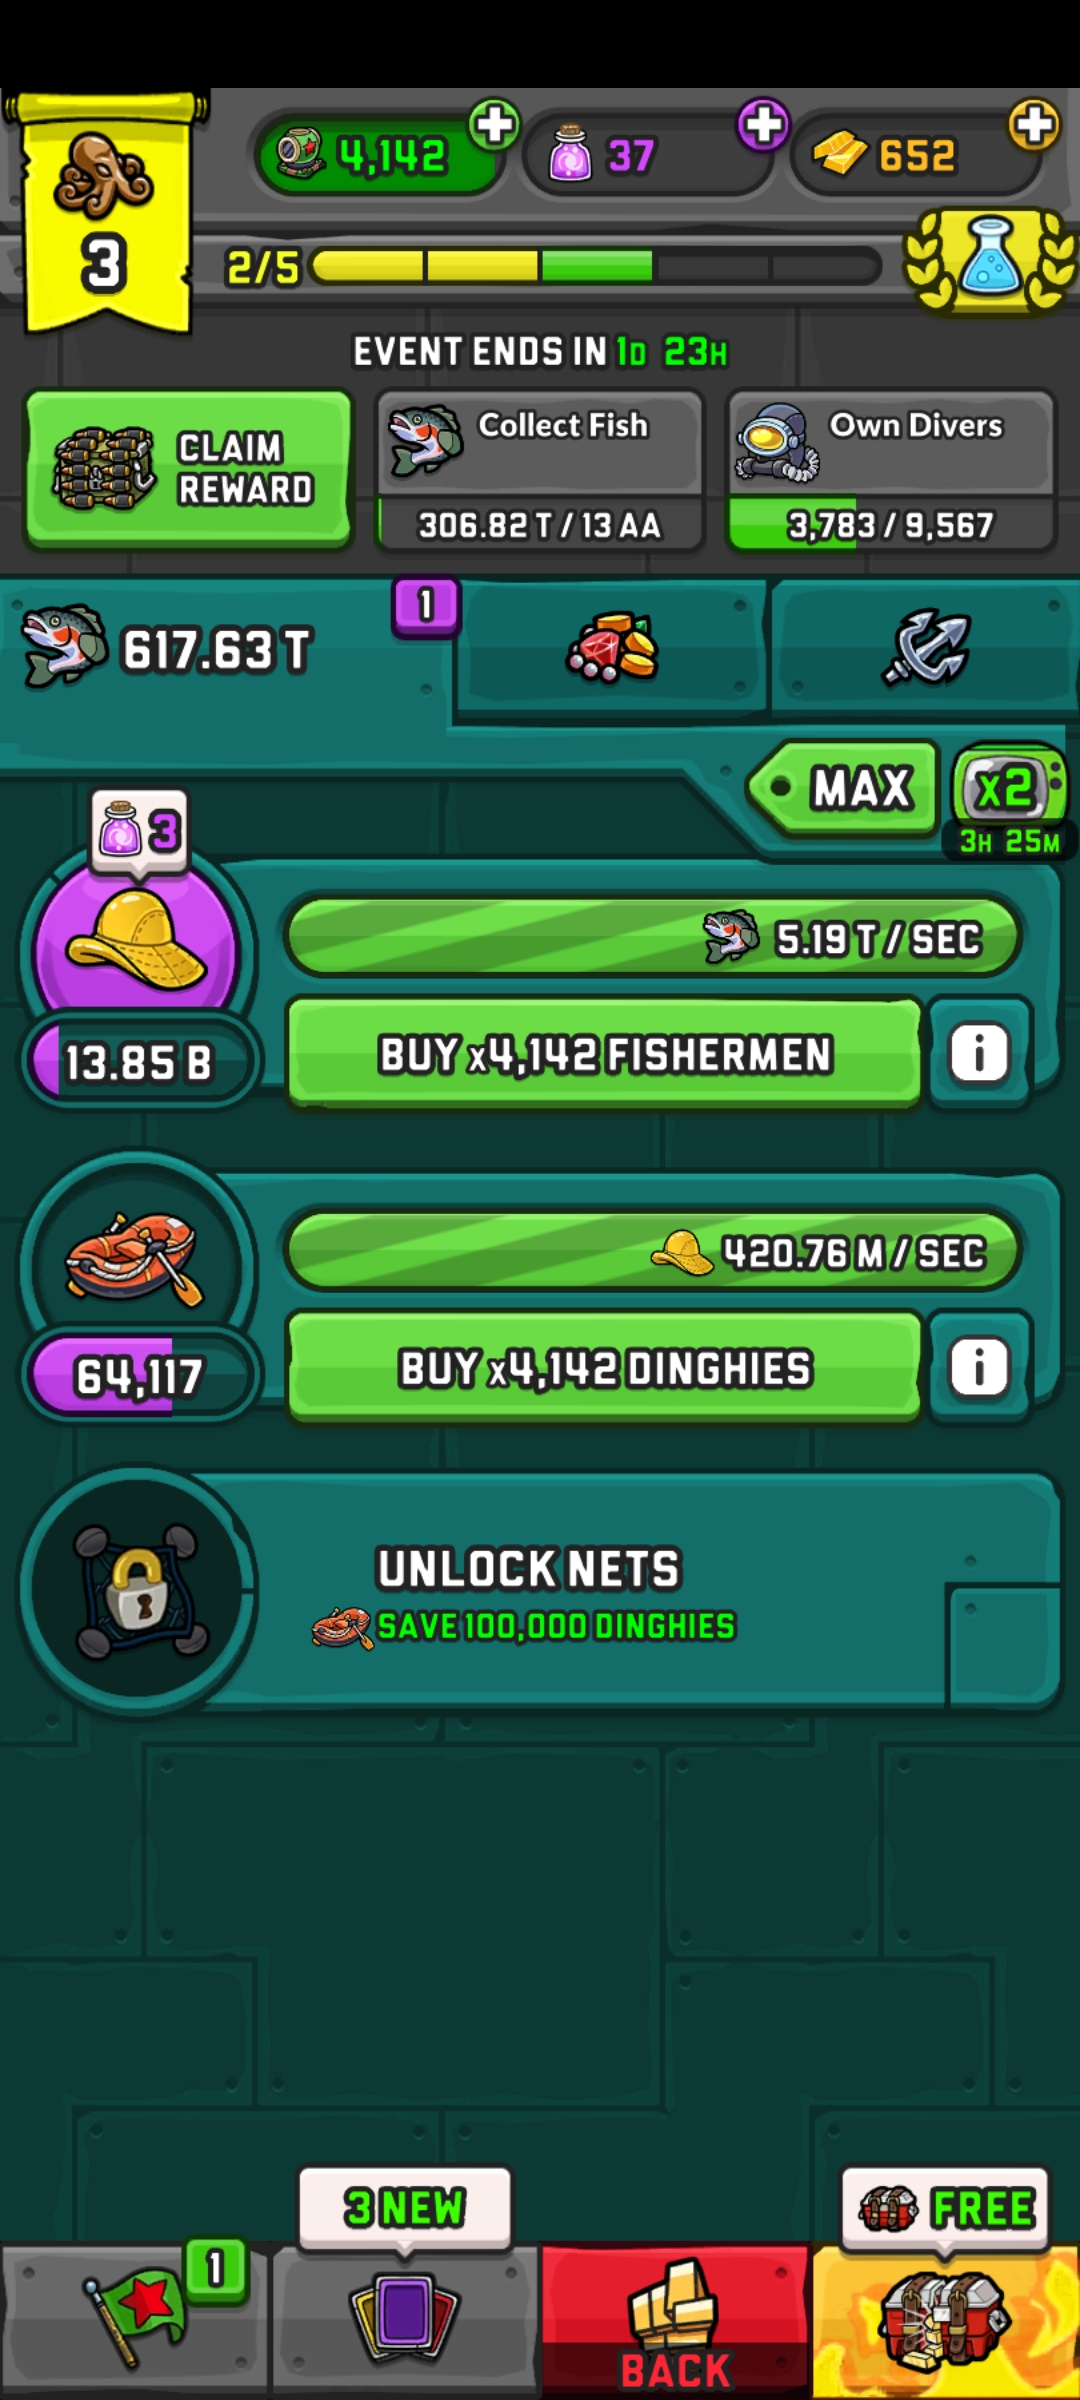 4,142
37
652
3
2/5
EVENT ENDS IN 1D 23H
CLAIM
REWARD
Collect Fish
306.82 T / 13 AA
Own Divers
3,783 / 9,567
617.63 T
1
MAX
x2
3H 25M
3
5.19 T / SEC
13.85 B
BUY x4,142 FISHERMEN
i
420.76 M / SEC
64,117
BUY x4,142 DINGHIES
i
UNLOCK NETS
SAVE 100,000 DINGHIES
3 NEW
FREE
1
BACK